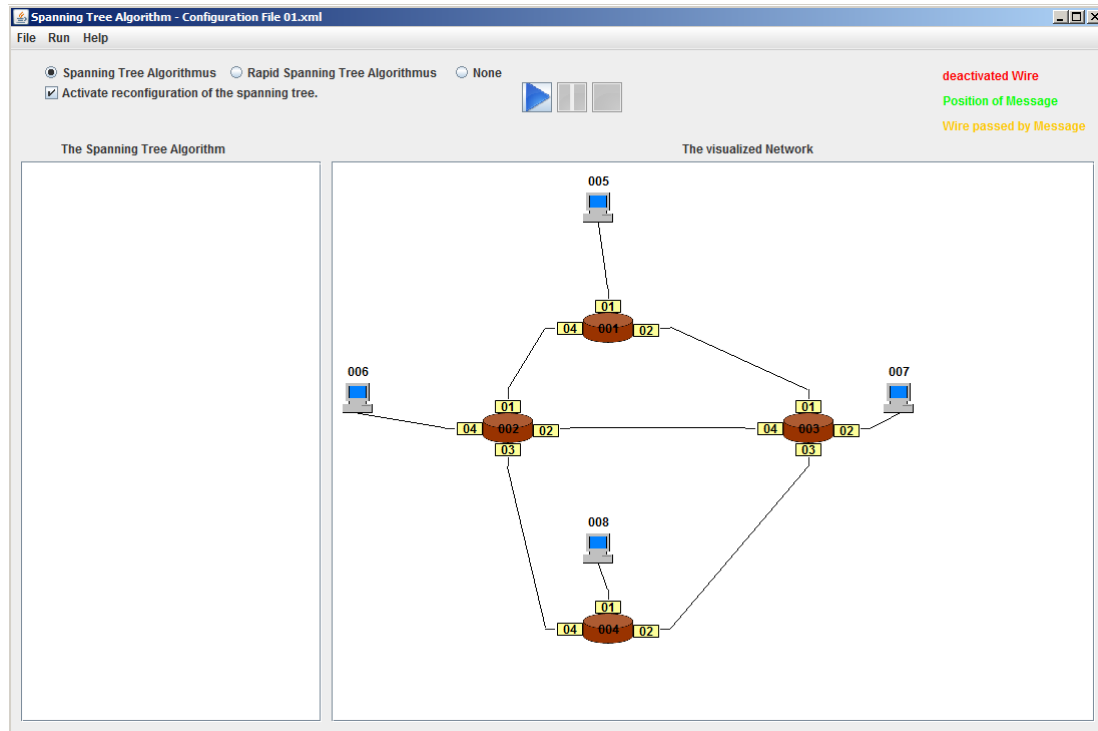 Spanning Tree Algorithm - Configuration File 01.xml
File Run Help
Spanning Tree Algorithmus Rapid Spanning Tree Algorithmus None
Activate reconfiguration of the spanning tree.
deactivated Wire
Position of Message
Wire passed by Message
The Spanning Tree Algorithm
The visualized Network
005
01
04 001 02
006
007
01
01
04 002 02
04 003 02
03
03
008
01
04 004 02